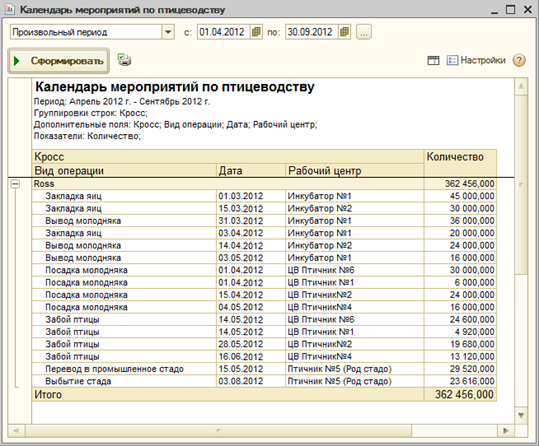 Календарь мероприятий по птицеводству
Произвольный период с: 01.04.2012 по: 30.09.2012 ...
Сформировать Настройки ?
Календарь мероприятий по птицеводству
Период: Апрель 2012 г. - Сентябрь 2012 г.
Группировки строк: Кросс;
Дополнительные поля: Кросс; Вид операции; Дата; Рабочий центр;
Показатели: Количество;
Кросс Количество
Вид операции Дата Рабочий центр
Ross 362 456,000
Закладка яиц 01.03.2012 Инкубатор №1 45 000,000
Закладка яиц 15.03.2012 Инкубатор №2 30 000,000
Вывод молодняка 31.03.2012 Инкубатор №1 36 000,000
Закладка яиц 03.04.2012 Инкубатор №1 20 000,000
Вывод молодняка 14.04.2012 Инкубатор №2 24 000,000
Вывод молодняка 03.05.2012 Инкубатор №1 16 000,000
Посадка молодняка 01.04.2012 ЦВ Птичник №6 30 000,000
Посадка молодняка 01.04.2012 ЦВ Птичник №1 6 000,000
Посадка молодняка 15.04.2012 ЦВ Птичник№2 24 000,000
Посадка молодняка 04.05.2012 ЦВ Птичник№4 16 000,000
Забой птицы 14.05.2012 ЦВ Птичник №6 24 600,000
Забой птицы 14.05.2012 ЦВ Птичник №1 4 920,000
Забой птицы 28.05.2012 ЦВ Птичник№2 19 680,000
Забой птицы 16.06.2012 ЦВ Птичник№4 13 120,000
Перевод в промышленное стадо 15.05.2012 Птичник №5 (Род стадо) 29 520,000
Выбытие стада 03.08.2012 Птичник №5 (Род стадо) 23 616,000
Итого 362 456,000